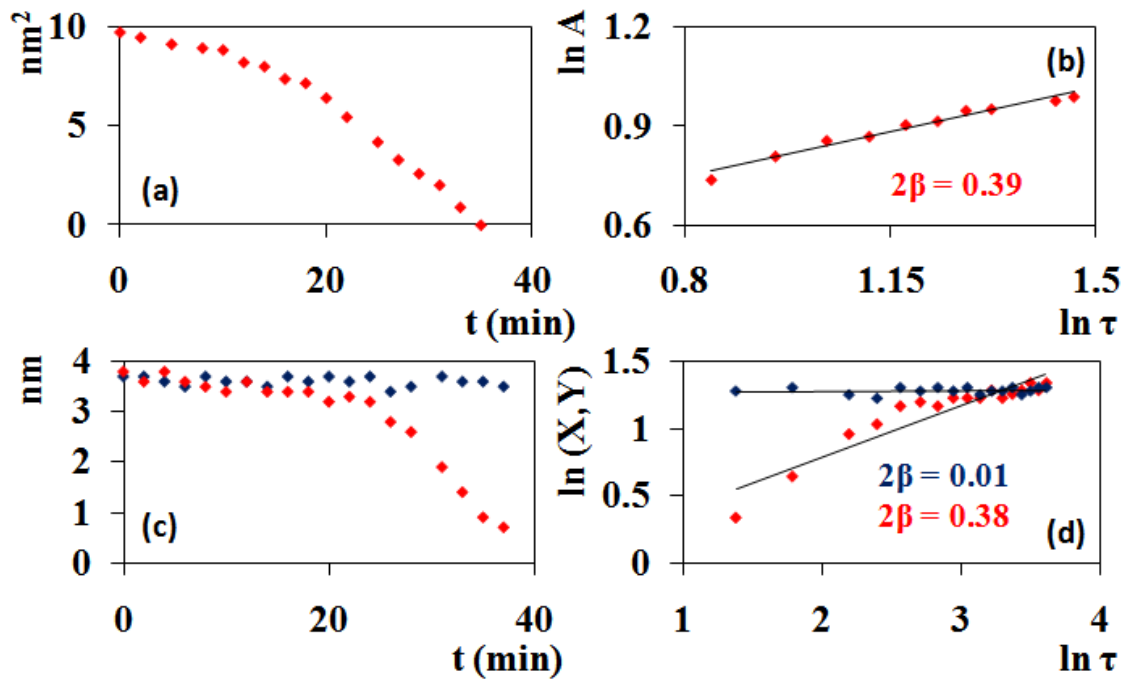 nm²
10
5
0
(a)
0
20
40
t (min)
ln A
1.2
0.9
0.6
(b)
2β = 0.39
0.8
1.15
1.5
ln τ
nm
4
3
2
1
0
(c)
0
20
40
t (min)
ln (X,Y)
1.5
1
0.5
0
2β = 0.01
2β = 0.38
(d)
1
2
3
4
ln τ